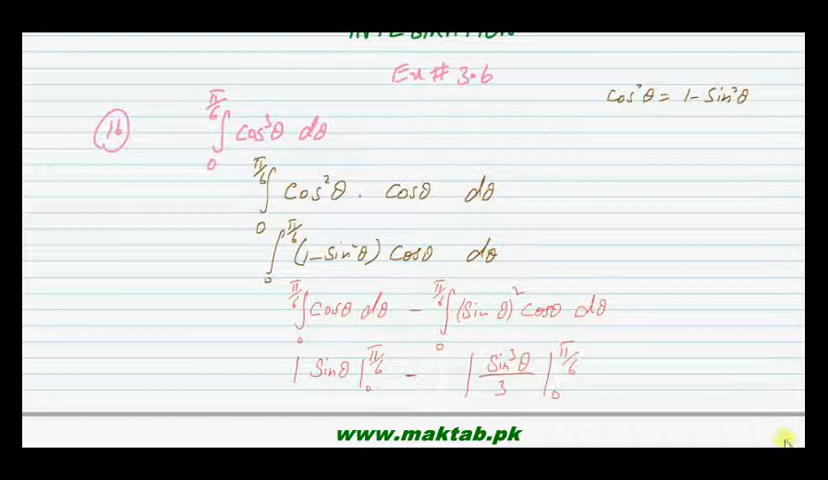 INTEGRATION
Ex # 3.6
cos²θ = 1 - Sin²θ
16
∫₀^{π/6} cos³θ dθ
∫₀^{π/6} Cos²θ . cosθ dθ
∫₀^{π/6} (1-Sin²θ) cosθ dθ
∫₀^{π/6} cosθ dθ - ∫₀^{π/6} (Sin θ)² cosθ dθ
| Sinθ |₀^{π/6} - | Sin³θ/3 |₀^{π/6}
www.maktab.pk